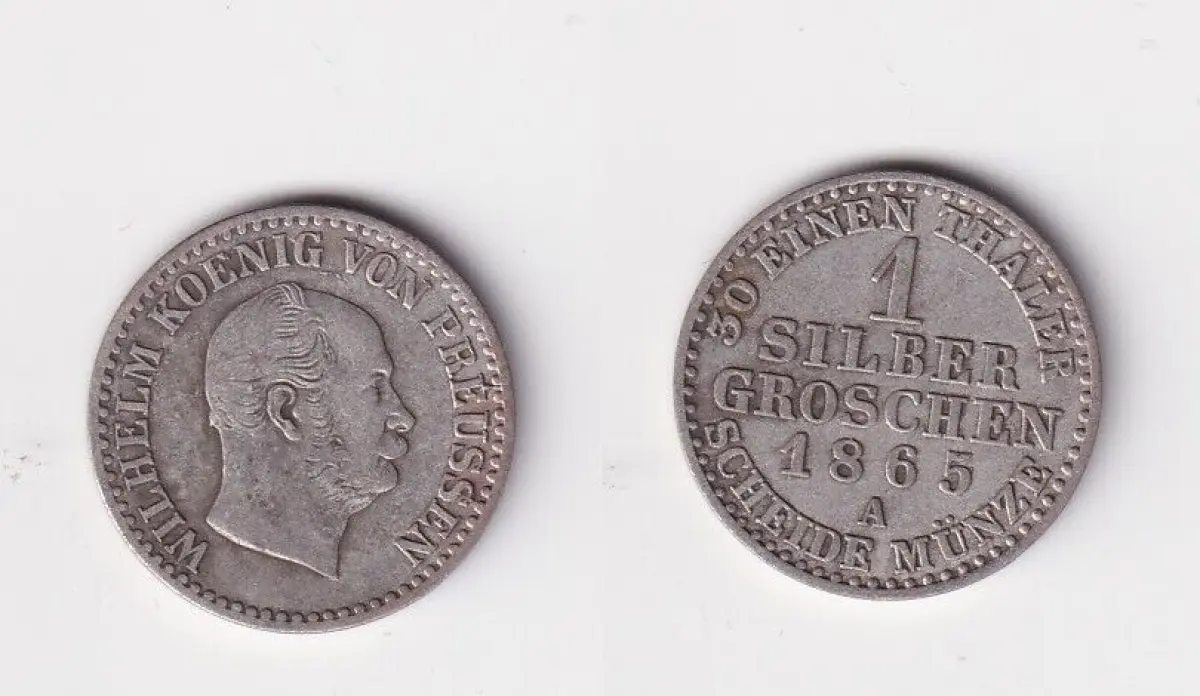 WILHELM KOENIG VON PREUSSEN
30 EINEN THALER
1
SILBER
GROSCHEN
1865
A
SCHEIDE MÜNZE